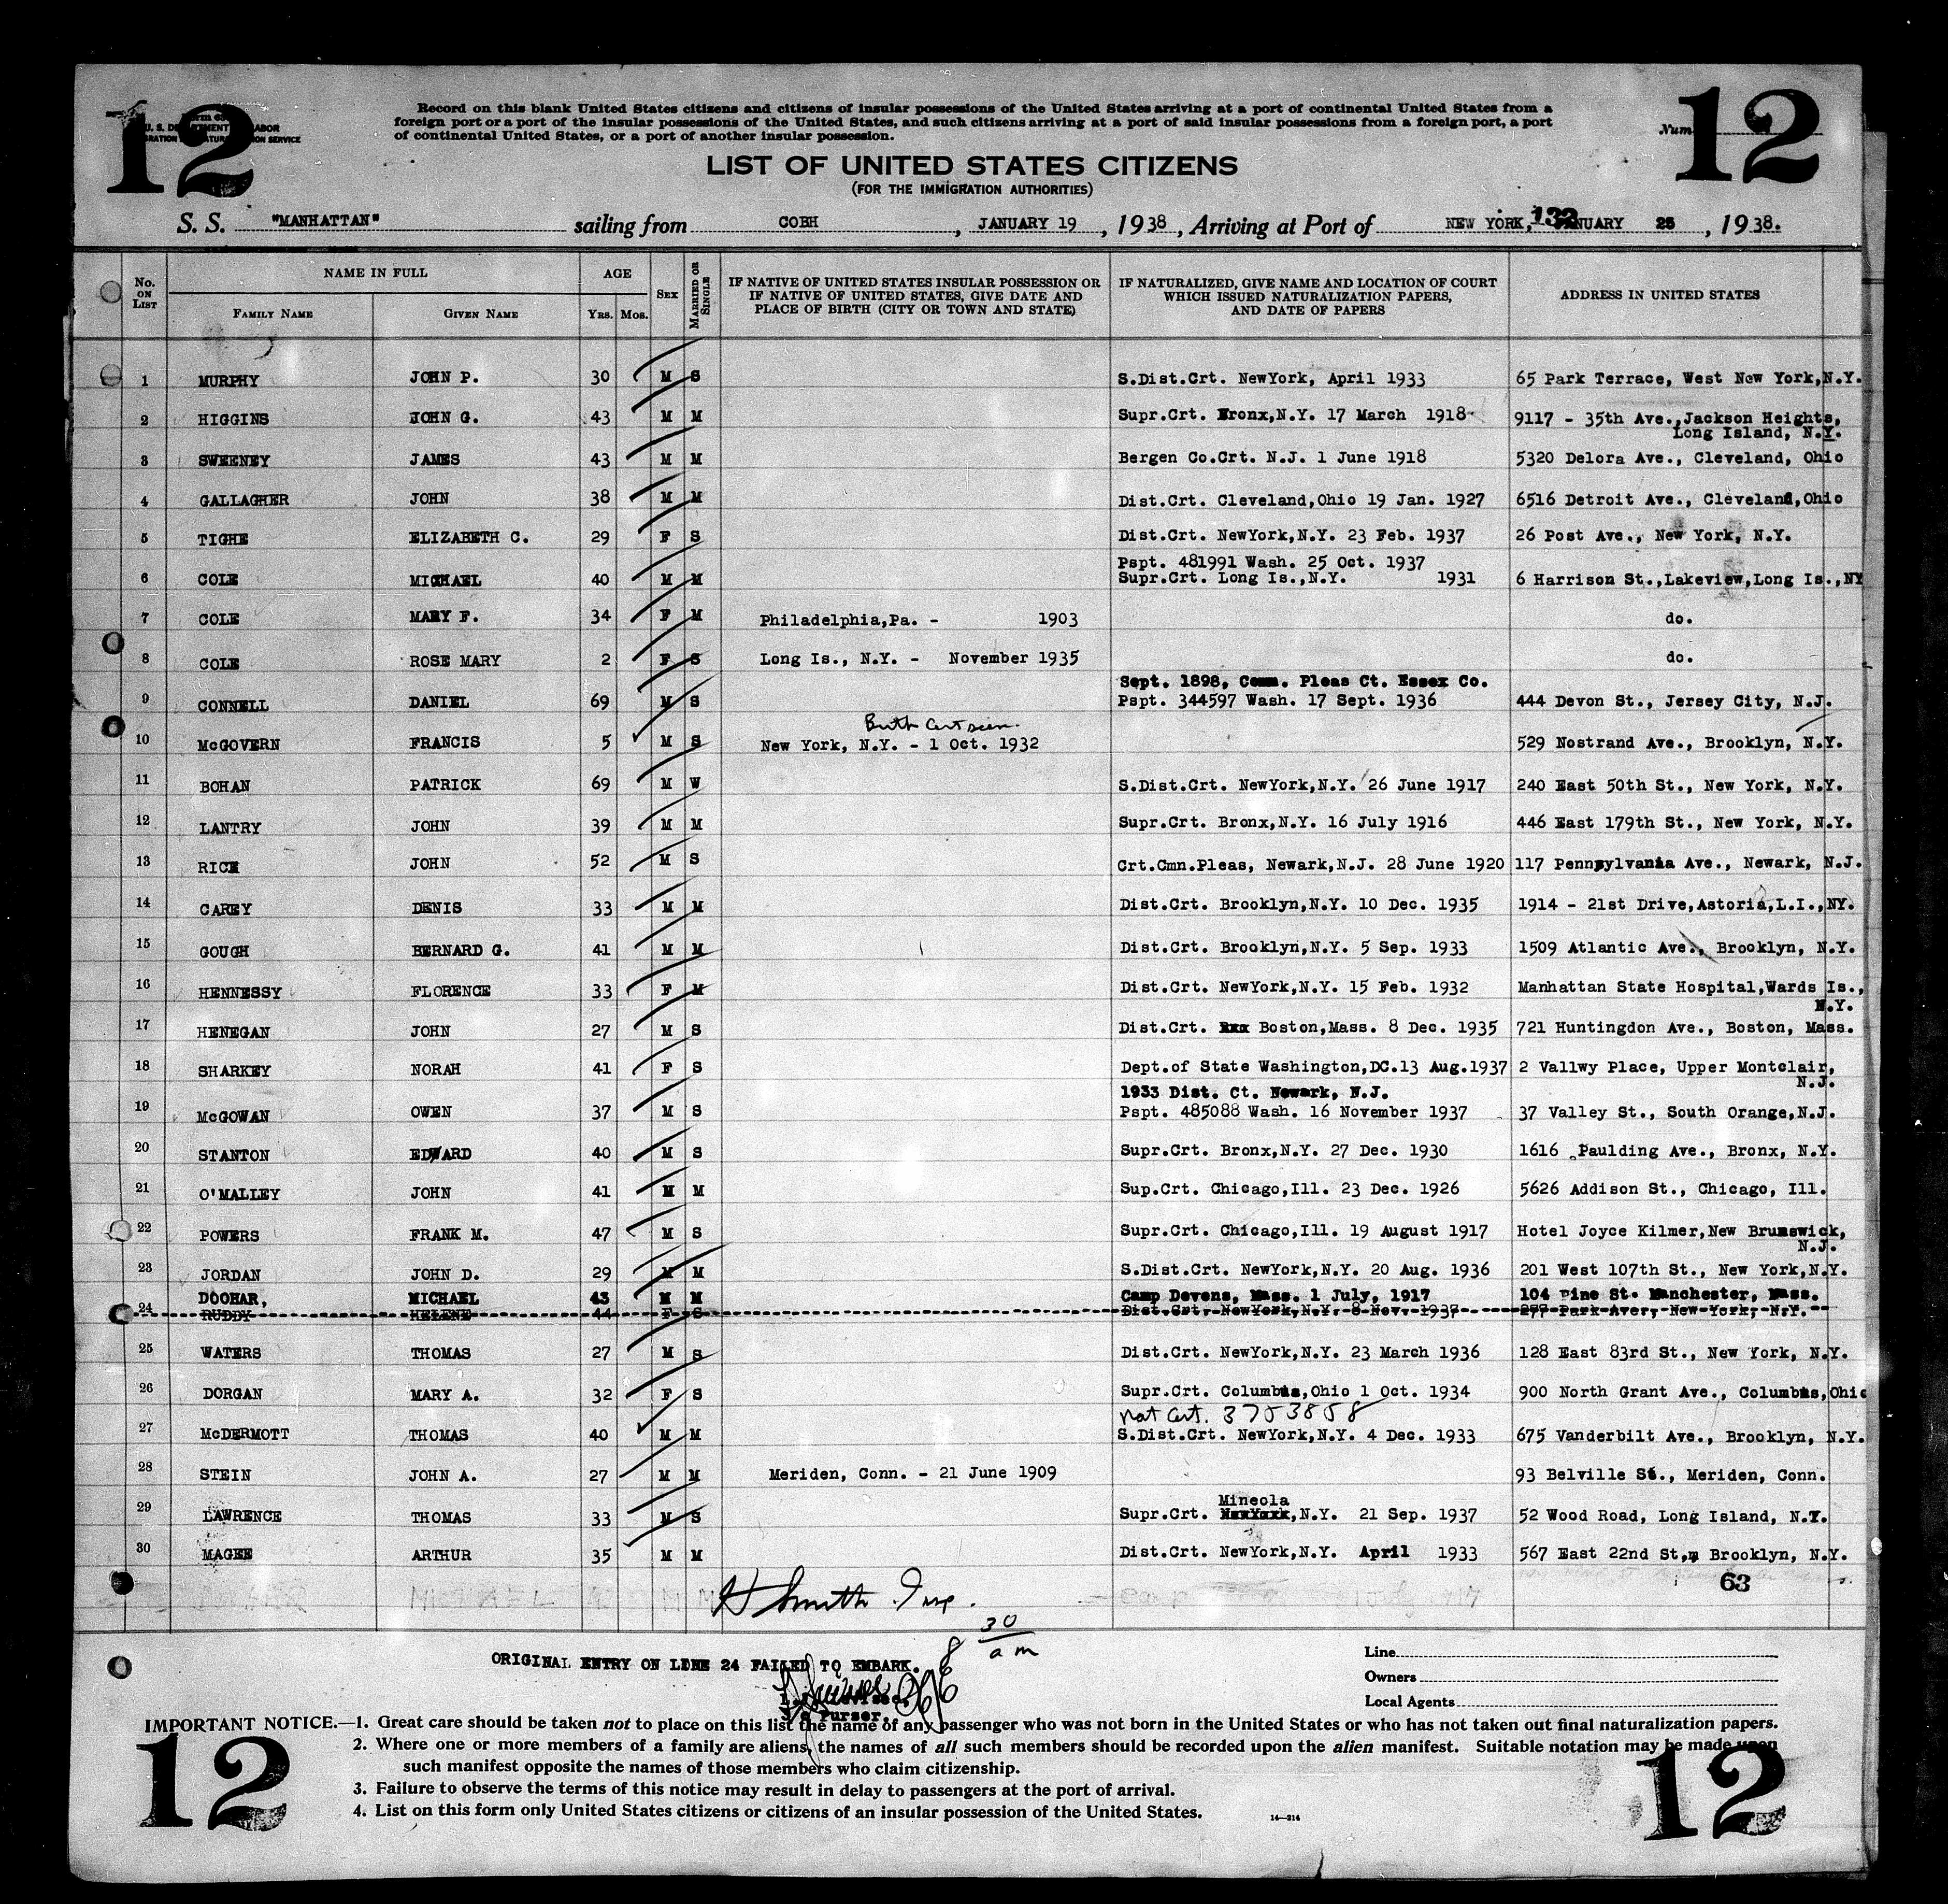 12
12
Record on this blank United States citizens and citizens of insular possessions of the United States arriving at a port of continental United States from a
foreign port or a port of the insular possessions of the United States, and such citizens arriving at a port of said insular possessions from a foreign port, a port
of continental United States, or a port of another insular possession.
LIST OF UNITED STATES CITIZENS
(FOR THE IMMIGRATION AUTHORITIES)
S. S. "MANHATTAN" sailing from COBH, JANUARY 19, 1938, Arriving at Port of NEW YORK, 132 JANUARY 25, 1938.
No. ON LIST
NAME IN FULL
FAMILY NAME
GIVEN NAME
AGE
YRS. MOS.
SEX
MARRIED OR SINGLE
IF NATIVE OF UNITED STATES INSULAR POSSESSION OR
IF NATIVE OF UNITED STATES, GIVE DATE AND
PLACE OF BIRTH (CITY OR TOWN AND STATE)
IF NATURALIZED, GIVE NAME AND LOCATION OF COURT
WHICH ISSUED NATURALIZATION PAPERS,
AND DATE OF PAPERS
ADDRESS IN UNITED STATES
1 MURPHY JOHN P. 30 M S S.Dist.Crt. NewYork, April 1933 65 Park Terrace, West New York,N.Y.
2 HIGGINS JOHN G. 43 M M Supr.Crt. Bronx,N.Y. 17 March 1918 9117 - 35th Ave.,Jackson Heights,
Long Island, N.Y.
3 SWEENEY JAMES 43 M M Bergen Co.Crt. N.J. 1 June 1918 5320 Delora Ave., Cleveland, Ohio
4 GALLAGHER JOHN 38 M M Dist.Crt. Cleveland,Ohio 19 Jan. 1927 6516 Detroit Ave., Cleveland,Ohio
5 TIGHE ELIZABETH C. 29 F S Dist.Crt. NewYork,N.Y. 23 Feb. 1937 26 Post Ave., New York, N.Y.
Pspt. 481991 Wash. 25 Oct. 1937
6 COLE MICHAEL 40 M M Supr.Crt. Long Is.,N.Y. 1931 6 Harrison St.,Lakeview,Long Is.,NY
7 COLE MARY F. 34 F M Philadelphia,Pa. - 1903 do.
8 COLE ROSE MARY 2 F S Long Is., N.Y. - November 1935 do.
Sept. 1898, Comm. Pleas Ct. Essex Co.
9 CONNELL DANIEL 69 M S Pspt. 344597 Wash. 17 Sept. 1936 444 Devon St., Jersey City, N.J.
Birth Cert seen.
10 McGOVERN FRANCIS 5 M S New York, N.Y. - 1 Oct. 1932 529 Nostrand Ave., Brooklyn, N.Y.
11 BOHAN PATRICK 69 M W S.Dist.Crt. NewYork,N.Y. 26 June 1917 240 East 50th St., New York, N.Y.
12 LANTRY JOHN 39 M M Supr.Crt. Bronx,N.Y. 16 July 1916 446 East 179th St., New York, N.Y.
13 RICE JOHN 52 M S Crt.Cmn.Pleas, Newark,N.J. 28 June 1920 117 Pennsylvania Ave., Newark, N.J.
14 CAREY DENIS 33 M M Dist.Crt. Brooklyn,N.Y. 10 Dec. 1935 1914 - 21st Drive,Astoria,L.I.,NY.
15 GOUGH BERNARD G. 41 M M Dist.Crt. Brooklyn,N.Y. 5 Sep. 1933 1509 Atlantic Ave., Brooklyn, N.Y.
16 HENNESSY FLORENCE 33 F M Dist.Crt. NewYork,N.Y. 15 Feb. 1932 Manhattan State Hospital,Wards Is.,
N.Y.
17 HENEGAN JOHN 27 M S Dist.Crt. Boston,Mass. 8 Dec. 1935 721 Huntingdon Ave., Boston, Mass.
18 SHARKEY NORAH 41 F S Dept.of State Washington,DC.13 Aug.1937 2 Vallwy Place, Upper Montclair,
N.J.
1933 Dist. Ct. Newark, N.J.
19 McGOWAN OWEN 37 M S Pspt. 485088 Wash. 16 November 1937 37 Valley St., South Orange,N.J.
20 STANTON EDWARD 40 M S Supr.Crt. Bronx,N.Y. 27 Dec. 1930 1616 Paulding Ave., Bronx, N.Y.
21 O'MALLEY JOHN 41 M M Sup.Crt. Chicago,Ill. 23 Dec. 1926 5626 Addison St., Chicago, Ill.
22 POWERS FRANK M. 47 M S Supr.Crt. Chicago,Ill. 19 August 1917 Hotel Joyce Kilmer,New Brunswick,
N.J.
23 JORDAN JOHN D. 29 M M S.Dist.Crt. NewYork,N.Y. 20 Aug. 1936 201 West 107th St., New York,N.Y.
DOOHAR, MICHAEL 43 M M Camp Devens, Mass. 1 July, 1917 104 Pine St. Manchester, Mass.
24 RUDDY HELENE 44 F S Dist.Crt. NewYork,N.Y. 8 Nov. 1937 277 Park Ave., New York, N.Y.
25 WATERS THOMAS 27 M S Dist.Crt. NewYork,N.Y. 23 March 1936 128 East 83rd St., New York, N.Y.
26 DORGAN MARY A. 32 F S Supr.Crt. Columbus,Ohio 1 Oct. 1934 900 North Grant Ave., Columbus,Ohio
Nat Cert. 3753858
27 McDERMOTT THOMAS 40 M M S.Dist.Crt. NewYork,N.Y. 4 Dec. 1933 675 Vanderbilt Ave., Brooklyn, N.Y.
28 STEIN JOHN A. 27 M M Meriden, Conn. - 21 June 1909 93 Belville St., Meriden, Conn.
Mineola
29 LAWRENCE THOMAS 33 M S Supr.Crt. NewYork,N.Y. 21 Sep. 1937 52 Wood Road, Long Island, N.Y.
30 MAGEE ARTHUR 35 M M Dist.Crt. NewYork,N.Y. April 1933 567 East 22nd St,m Brooklyn, N.Y.
63
H Smith Insp.
8 30 am
ORIGINAL ENTRY ON LINE 24 FAILED TO EMBARK.
Purser.
Line
Owners
Local Agents
IMPORTANT NOTICE.—1. Great care should be taken not to place on this list the name of any passenger who was not born in the United States or who has not taken out final naturalization papers.
2. Where one or more members of a family are aliens, the names of all such members should be recorded upon the alien manifest. Suitable notation may be made upon
such manifest opposite the names of those members who claim citizenship.
3. Failure to observe the terms of this notice may result in delay to passengers at the port of arrival.
4. List on this form only United States citizens or citizens of an insular possession of the United States.
14—214
12
12